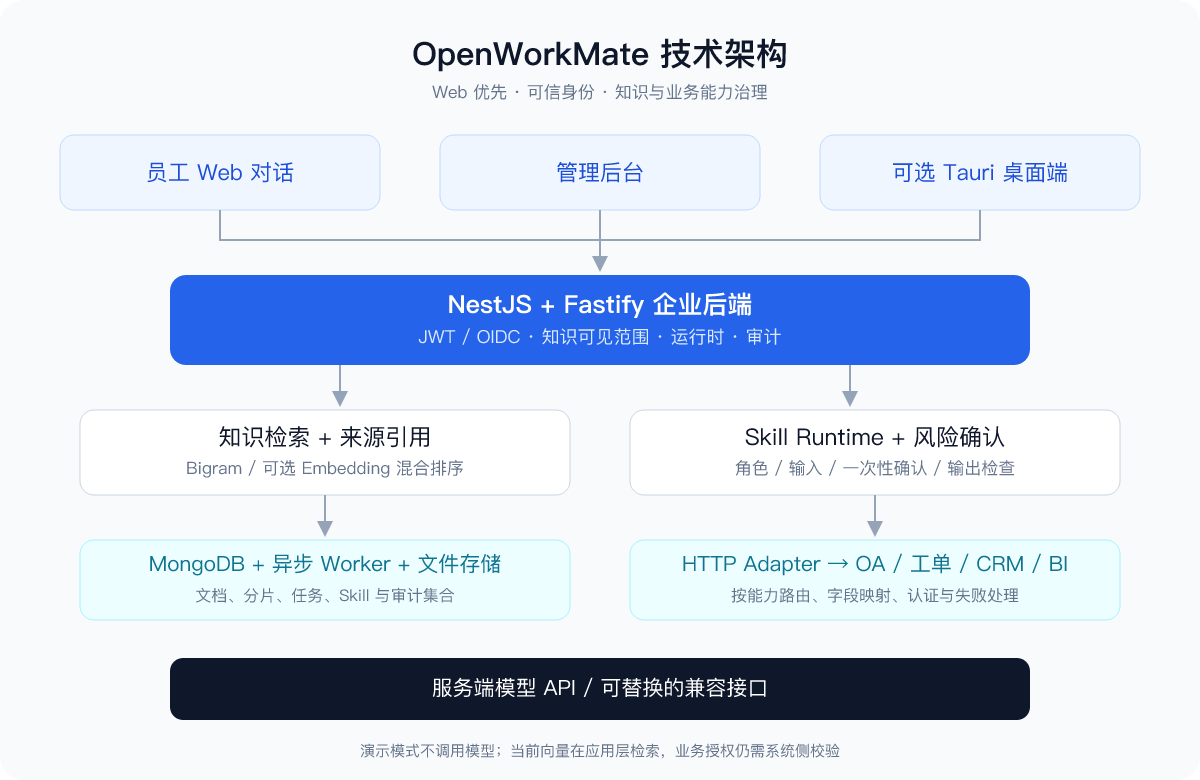 OpenWorkMate 技术架构
Web 优先 · 可信身份 · 知识与业务能力治理
员工 Web 对话
管理后台
可选 Tauri 桌面端
NestJS + Fastify 企业后端
JWT / OIDC · 知识可见范围 · 运行时 · 审计
知识检索 + 来源引用
Bigram / 可选 Embedding 混合排序
Skill Runtime + 风险确认
角色 / 输入 / 一次性确认 / 输出检查
MongoDB + 异步 Worker + 文件存储
文档、分片、任务、Skill 与审计集合
HTTP Adapter → OA / 工单 / CRM / BI
按能力路由、字段映射、认证与失败处理
服务端模型 API / 可替换的兼容接口
演示模式不调用模型；当前向量在应用层检索，业务授权仍需系统侧校验